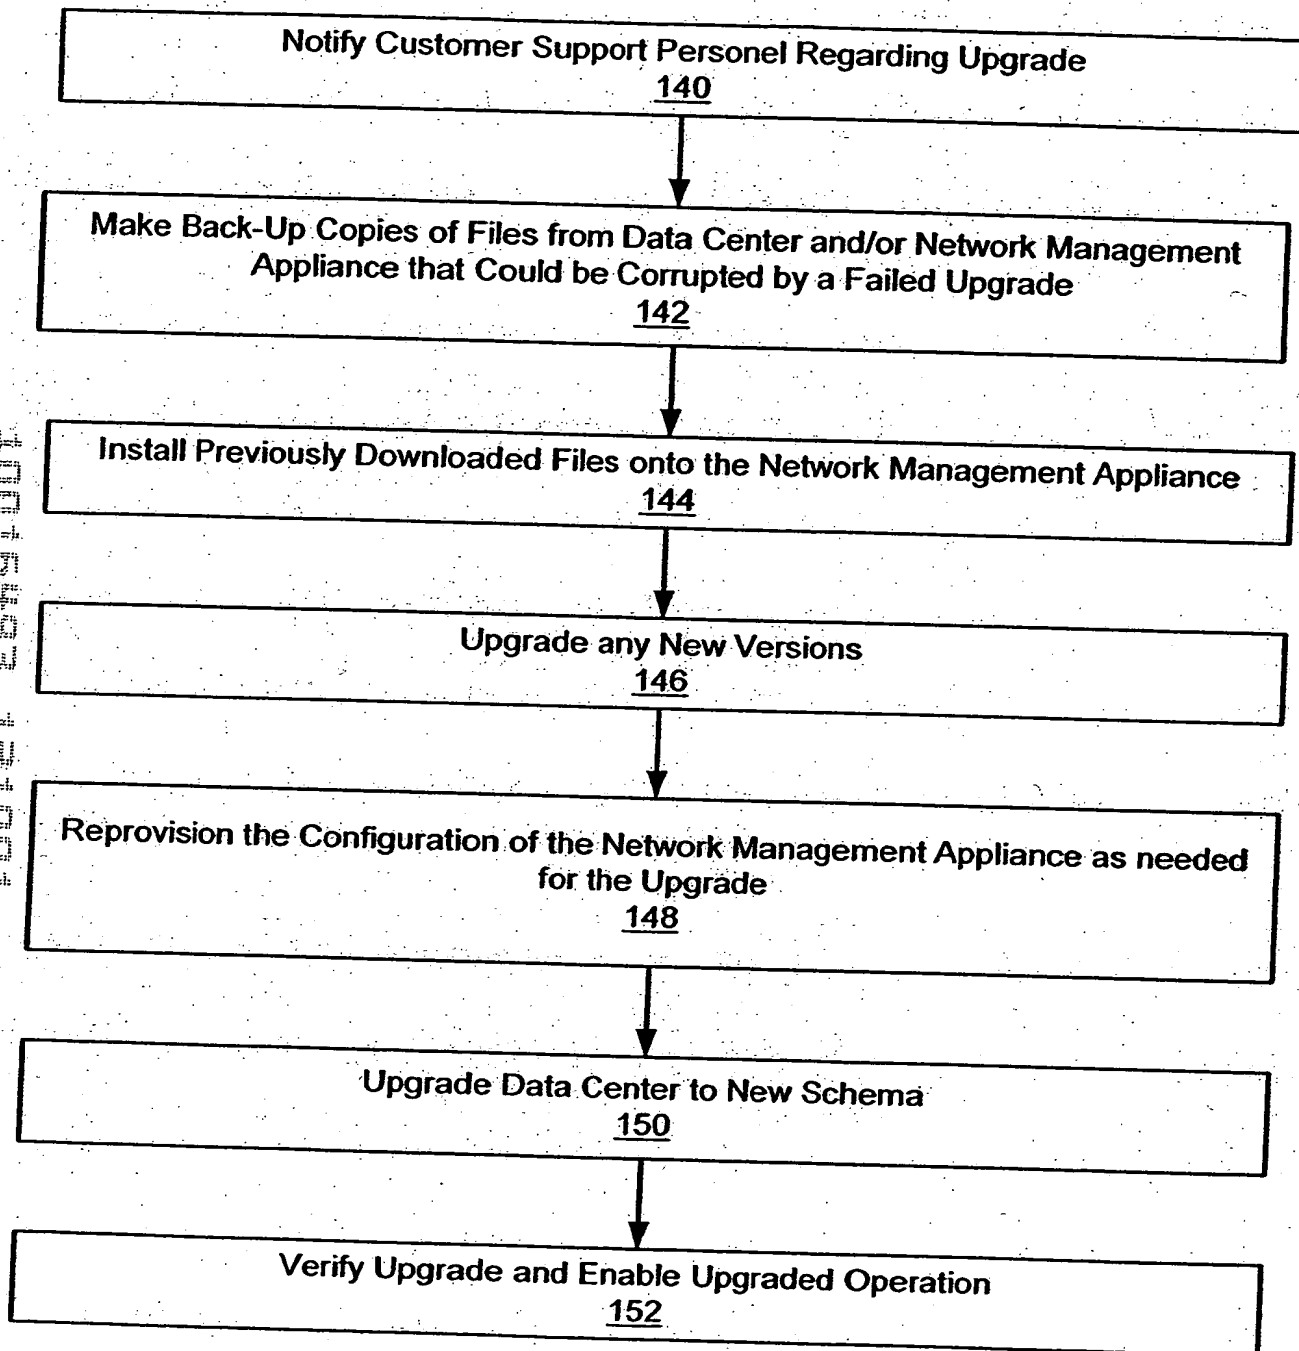 Notify Customer Support Personel Regarding Upgrade
140
Make Back-Up Copies of Files from Data Center and/or Network Management
Appliance that Could be Corrupted by a Failed Upgrade
142
Install Previously Downloaded Files onto the Network Management Appliance
144
Upgrade any New Versions
146
Reprovision the Configuration of the Network Management Appliance as needed
for the Upgrade
148
Upgrade Data Center to New Schema
150
Verify Upgrade and Enable Upgraded Operation
152